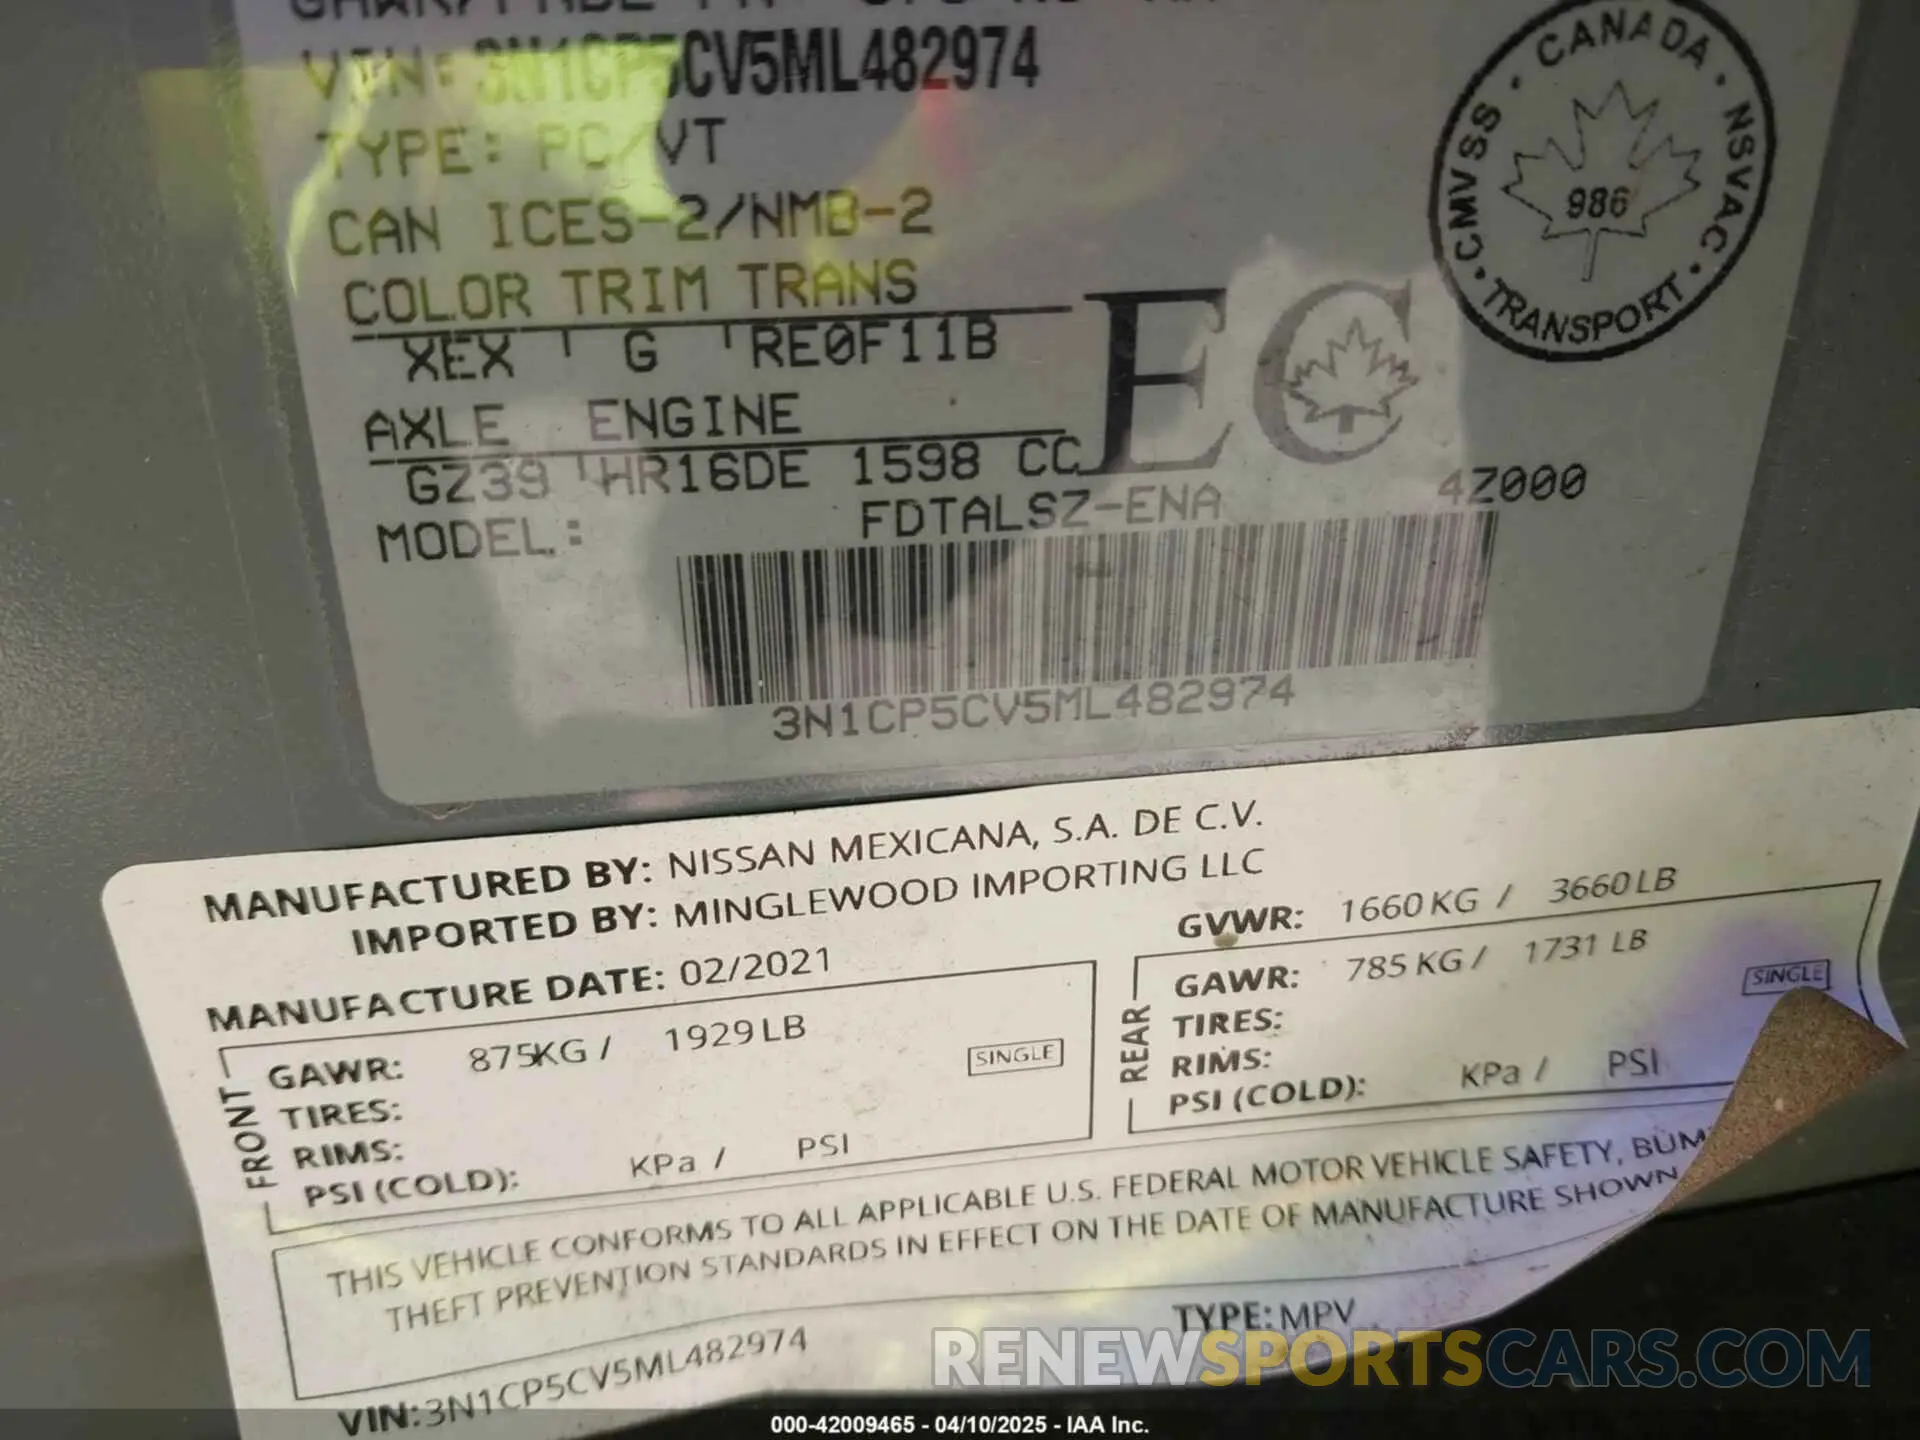 VIN: 3N1CP5CV5ML482974
TYPE: PC/VT
CAN ICES-2/NMB-2
COLOR TRIM TRANS
XEX G RE0F11B
AXLE ENGINE
GZ39 HR16DE 1598 CC
MODEL: FDTALSZ-ENA 4Z000
3N1CP5CV5ML482974
EC
CANADA
NSVAC
TRANSPORT
CMVSS
986
MANUFACTURED BY: NISSAN MEXICANA, S.A. DE C.V.
IMPORTED BY: MINGLEWOOD IMPORTING LLC
MANUFACTURE DATE: 02/2021
GVWR: 1660 KG / 3660 LB
FRONT
GAWR: 875KG / 1929 LB
SINGLE
TIRES:
RIMS:
PSI (COLD): KPa / PSI
REAR
GAWR: 785 KG / 1731 LB
SINGLE
TIRES:
RIMS:
PSI (COLD): KPa / PSI
THIS VEHICLE CONFORMS TO ALL APPLICABLE U.S. FEDERAL MOTOR VEHICLE SAFETY, BUM
THEFT PREVENTION STANDARDS IN EFFECT ON THE DATE OF MANUFACTURE SHOWN
VIN: 3N1CP5CV5ML482974
TYPE: MPV
RENEWSPORTSCARS.COM
000-42009465 - 04/10/2025 - IAA Inc.